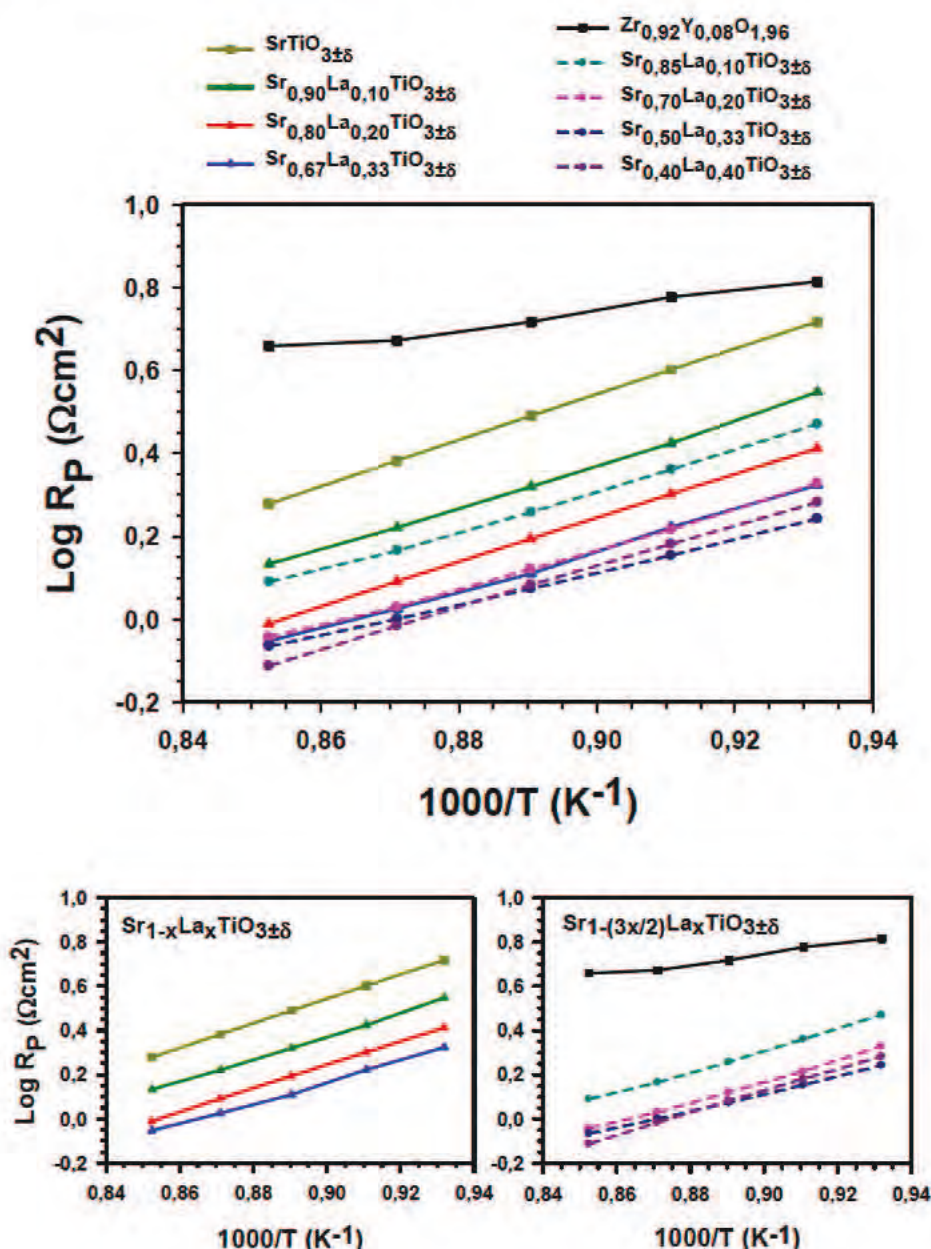 SrTiO3±δ
Sr0,90La0,10TiO3±δ
Sr0,80La0,20TiO3±δ
Sr0,67La0,33TiO3±δ
Zr0,92Y0,08O1,96
Sr0,85La0,10TiO3±δ
Sr0,70La0,20TiO3±δ
Sr0,50La0,33TiO3±δ
Sr0,40La0,40TiO3±δ
Log RP (Ωcm2)
1,0
0,8
0,6
0,4
0,2
0,0
-0,2
0,84 0,86 0,88 0,90 0,92 0,94
1000/T (K-1)
Sr1-xLaxTiO3±δ
Log RP (Ωcm2)
1,0
0,8
0,6
0,4
0,2
0,0
-0,2
0,84 0,86 0,88 0,90 0,92 0,94
1000/T (K-1)
Sr1-(3x/2)LaxTiO3±δ
1,0
0,8
0,6
0,4
0,2
0,0
-0,2
0,84 0,86 0,88 0,90 0,92 0,94
1000/T (K-1)